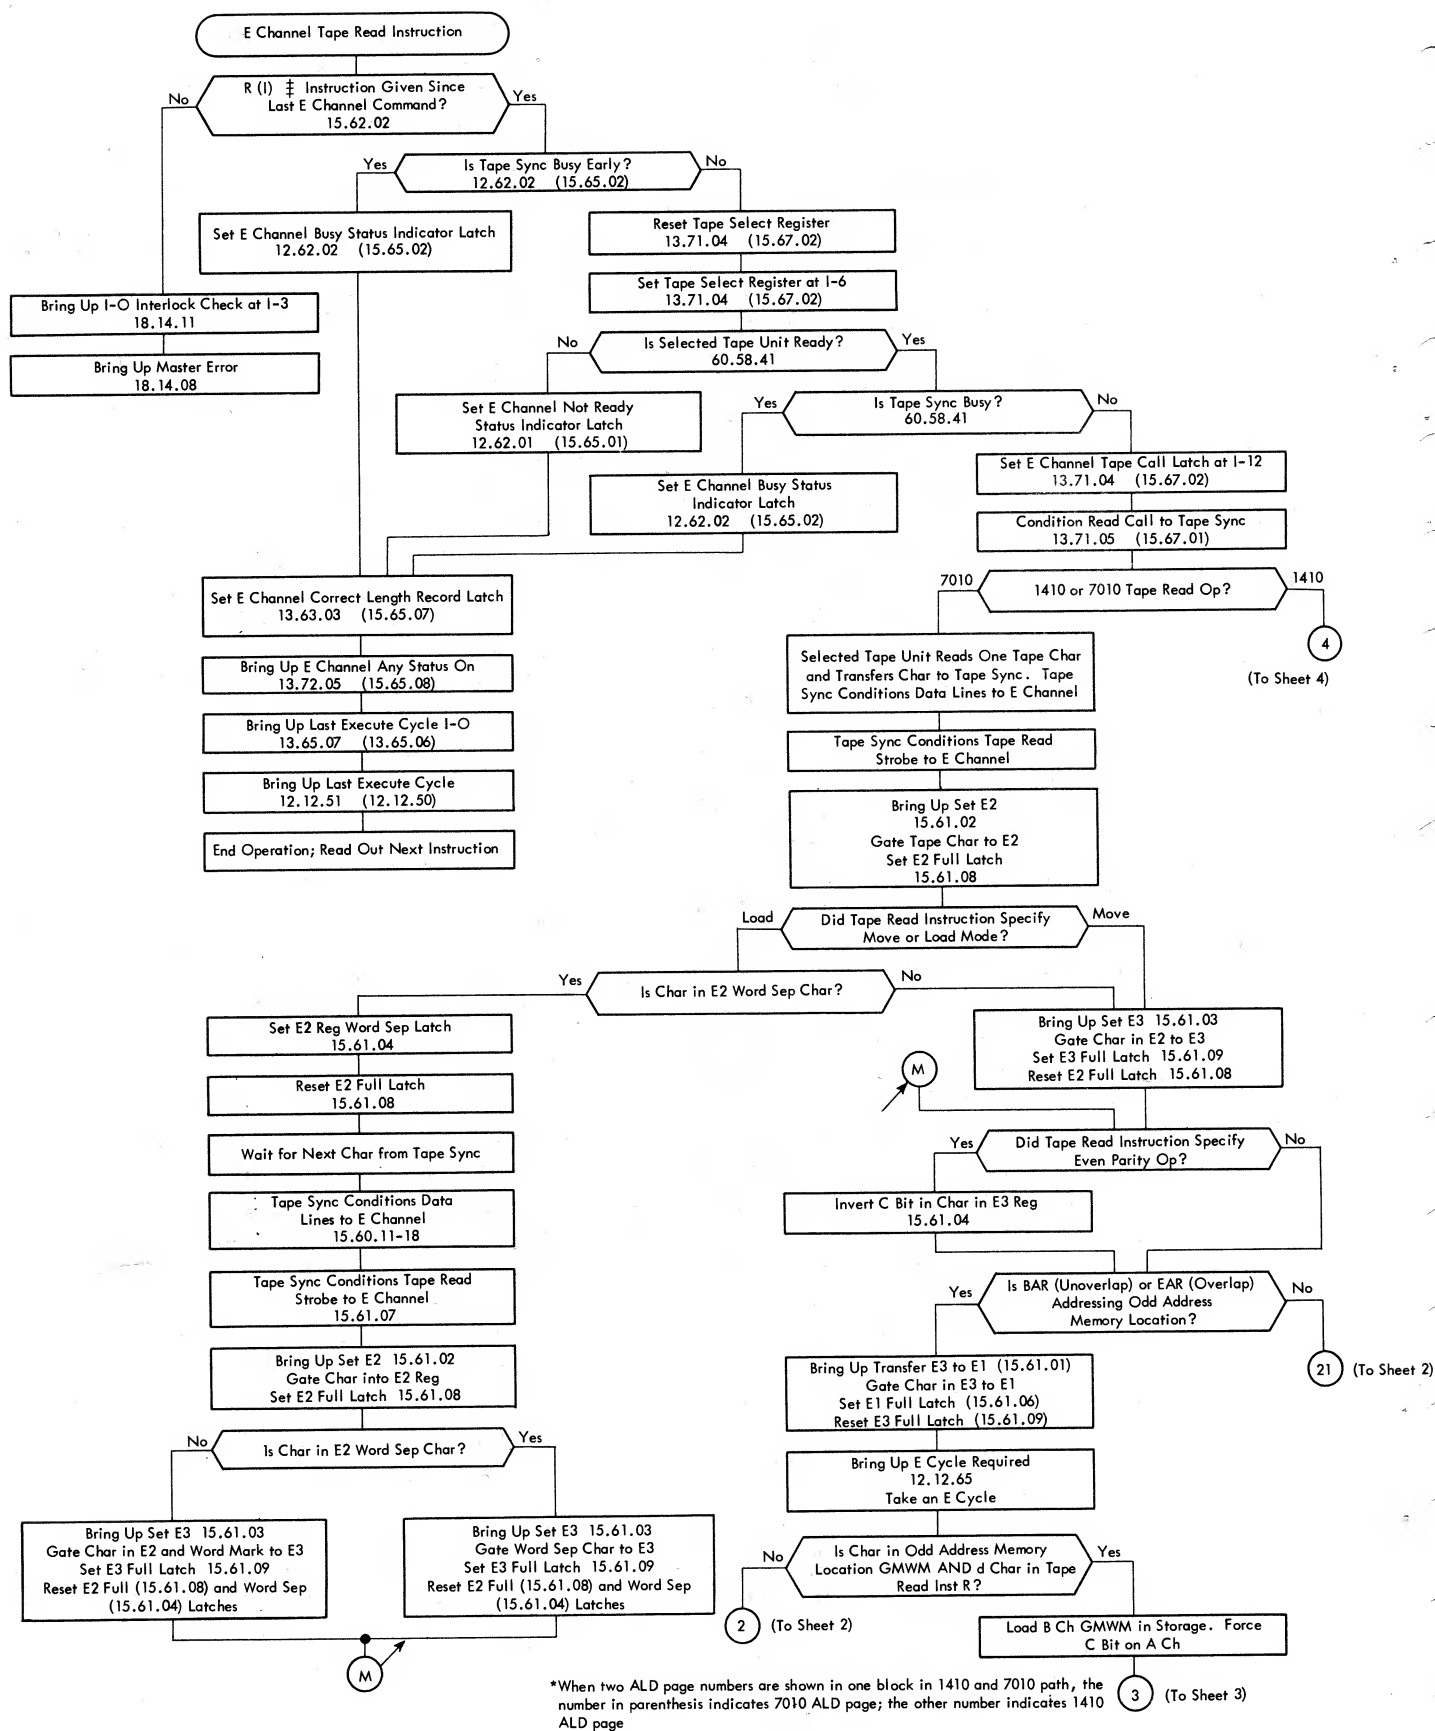 E Channel Tape Read Instruction
R (I) ‡ Instruction Given Since
Last E Channel Command?
15.62.02
No
Yes
Is Tape Sync Busy Early?
12.62.02 (15.65.02)
Yes
No
Set E Channel Busy Status Indicator Latch
12.62.02 (15.65.02)
Reset Tape Select Register
13.71.04 (15.67.02)
Set Tape Select Register at I-6
13.71.04 (15.67.02)
Bring Up I-O Interlock Check at I-3
18.14.11
Bring Up Master Error
18.14.08
No
Is Selected Tape Unit Ready?
60.58.41
Yes
Set E Channel Not Ready
Status Indicator Latch
12.62.01 (15.65.01)
Yes
Is Tape Sync Busy?
60.58.41
No
Set E Channel Busy Status
Indicator Latch
12.62.02 (15.65.02)
Set E Channel Tape Call Latch at I-12
13.71.04 (15.67.02)
Condition Read Call to Tape Sync
13.71.05 (15.67.01)
7010
1410 or 7010 Tape Read Op?
1410
4
(To Sheet 4)
Set E Channel Correct Length Record Latch
13.63.03 (15.65.07)
Bring Up E Channel Any Status On
13.72.05 (15.65.08)
Bring Up Last Execute Cycle I-O
13.65.07 (13.65.06)
Bring Up Last Execute Cycle
12.12.51 (12.12.50)
End Operation; Read Out Next Instruction
Selected Tape Unit Reads One Tape Char
and Transfers Char to Tape Sync. Tape
Sync Conditions Data Lines to E Channel
Tape Sync Conditions Tape Read
Strobe to E Channel
Bring Up Set E2
15.61.02
Gate Tape Char to E2
Set E2 Full Latch
15.61.08
Load
Did Tape Read Instruction Specify
Move or Load Mode?
Move
Yes
Is Char in E2 Word Sep Char?
No
Set E2 Reg Word Sep Latch
15.61.04
Reset E2 Full Latch
15.61.08
Wait for Next Char from Tape Sync
Tape Sync Conditions Data
Lines to E Channel
15.60.11-18
Tape Sync Conditions Tape Read
Strobe to E Channel
15.61.07
Bring Up Set E2 15.61.02
Gate Char into E2 Reg
Set E2 Full Latch 15.61.08
No
Is Char in E2 Word Sep Char?
Yes
Bring Up Set E3 15.61.03
Gate Char in E2 and Word Mark to E3
Set E3 Full Latch 15.61.09
Reset E2 Full (15.61.08) and Word Sep
(15.61.04) Latches
Bring Up Set E3 15.61.03
Gate Word Sep Char to E3
Set E3 Full Latch 15.61.09
Reset E2 Full (15.61.08) and Word Sep
(15.61.04) Latches
M
Bring Up Set E3 15.61.03
Gate Char in E2 to E3
Set E3 Full Latch 15.61.09
Reset E2 Full Latch 15.61.08
M
Yes
Did Tape Read Instruction Specify
Even Parity Op?
No
Invert C Bit in Char in E3 Reg
15.61.04
Yes
Is BAR (Unoverlap) or EAR (Overlap)
Addressing Odd Address
Memory Location?
No
21
(To Sheet 2)
Bring Up Transfer E3 to E1 (15.61.01)
Gate Char in E3 to E1
Set E1 Full Latch (15.61.06)
Reset E3 Full Latch (15.61.09)
Bring Up E Cycle Required
12.12.65
Take an E Cycle
No
Is Char in Odd Address Memory
Location GMWM AND d Char in Tape
Read Inst R?
Yes
2
(To Sheet 2)
Load B Ch GMWM in Storage. Force
C Bit on A Ch
3
(To Sheet 3)
*When two ALD page numbers are shown in one block in 1410 and 7010 path, the
number in parenthesis indicates 7010 ALD page; the other number indicates 1410
ALD page